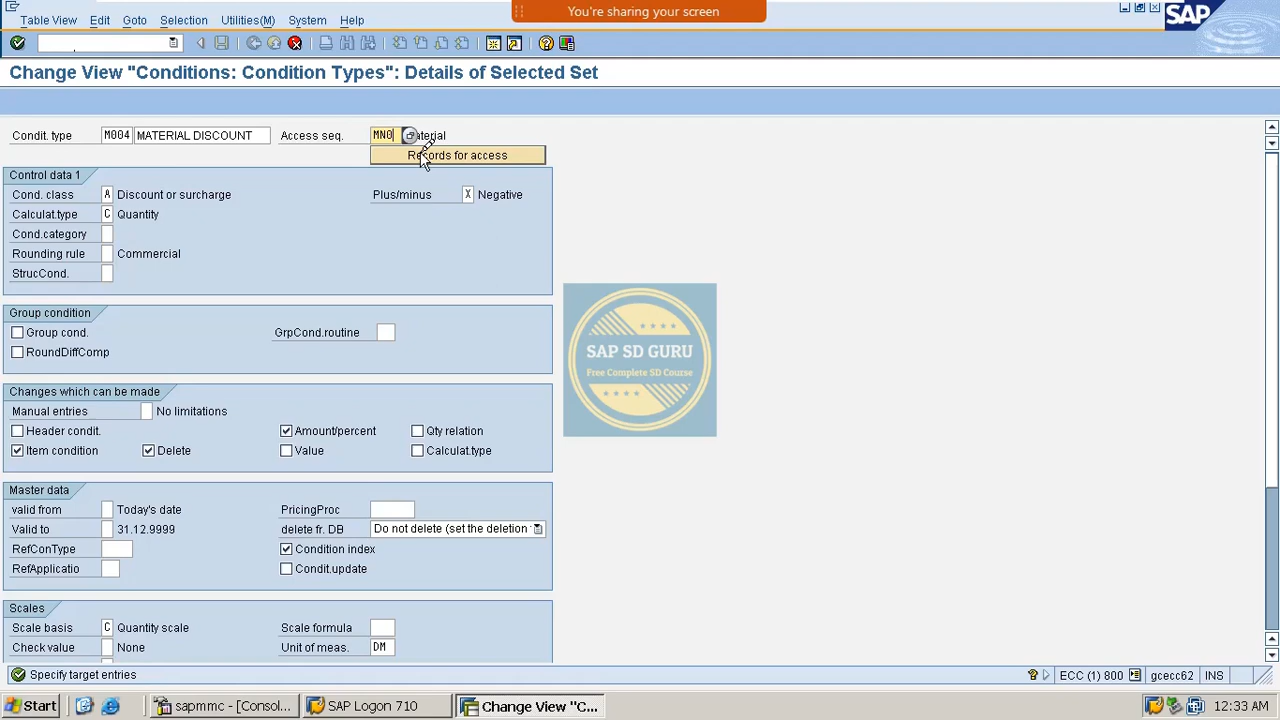 You're sharing your screen
Table View Edit Goto Selection Utilities(M) System Help
SAP
Change View "Conditions: Condition Types": Details of Selected Set
Condit. type M004 MATERIAL DISCOUNT Access seq. MN0 aterial
Records for access
Control data 1
Cond. class A Discount or surcharge Plus/minus X Negative
Calculat.type C Quantity
Cond.category
Rounding rule Commercial
StrucCond.
Group condition
Group cond. GrpCond.routine
RoundDiffComp
SAP SD GURU
Free Complete SD Course
Changes which can be made
Manual entries No limitations
Header condit. Amount/percent Qty relation
Item condition Delete Value Calculat.type
Master data
valid from Today's date PricingProc
Valid to 31.12.9999 delete fr. DB Do not delete (set the deletion
RefConType Condition index
RefApplicatio Condit.update
Scales
Scale basis C Quantity scale Scale formula
Check value None Unit of meas. DM
Specify target entries ECC (1) 800 gcecc62 INS
Start sapmmc - [Consol... SAP Logon 710 Change View "C... 12:33 AM